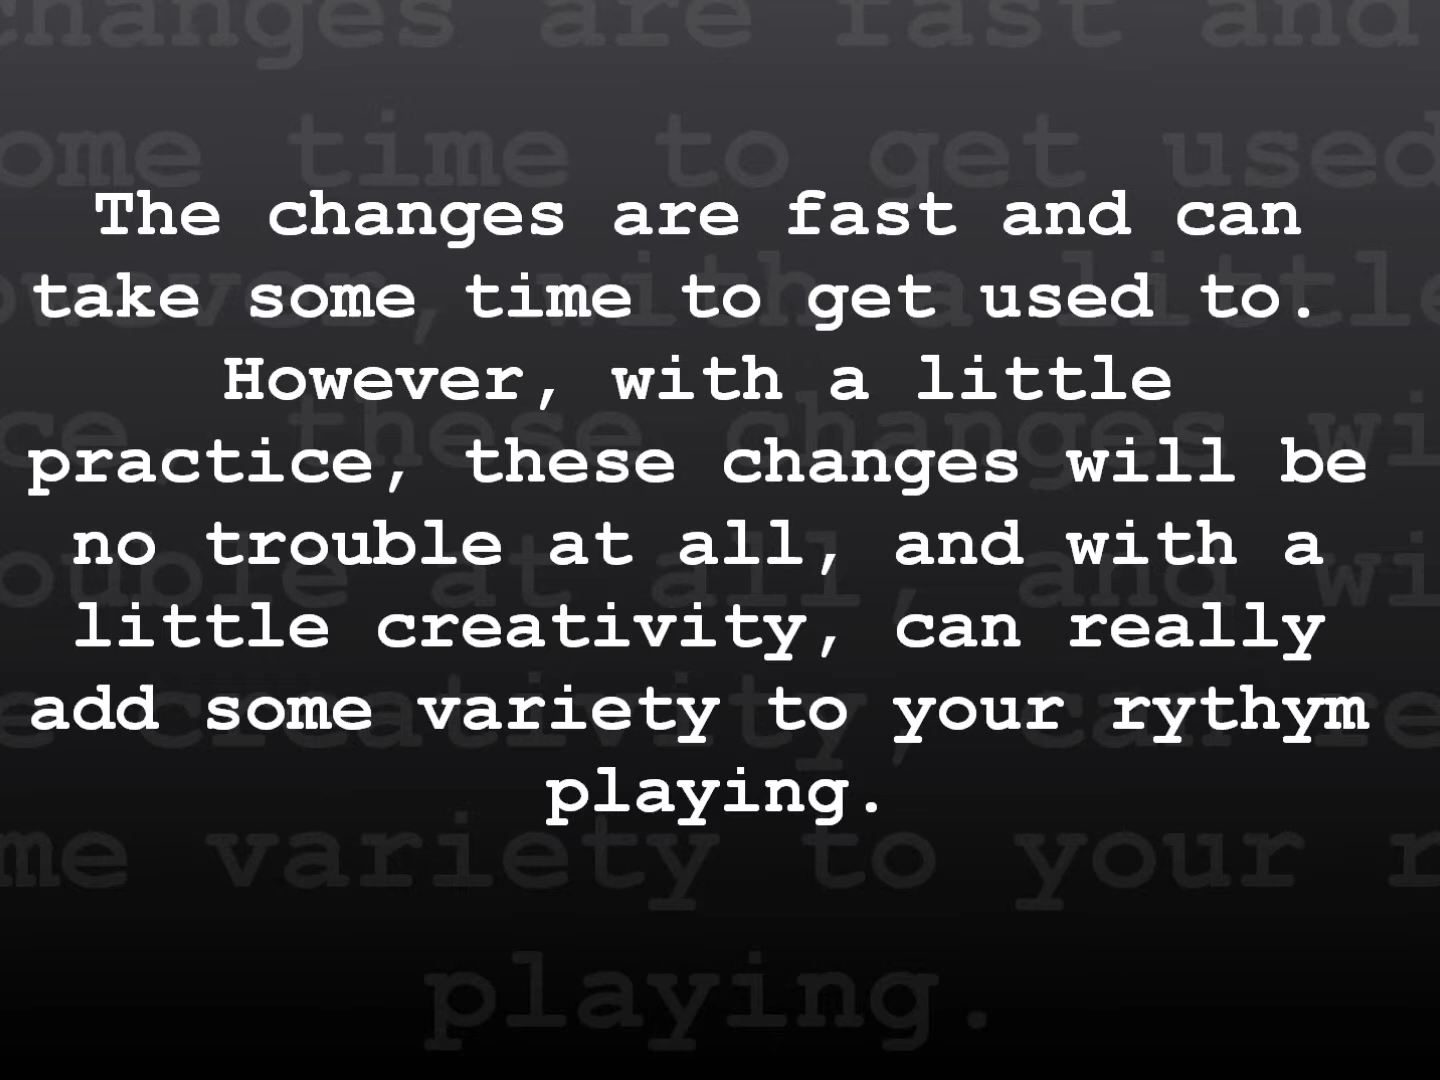 The changes are fast and can
take some time to get used to.
However, with a little
practice, these changes will be
no trouble at all, and with a
little creativity, can really
add some variety to your rythym
playing.